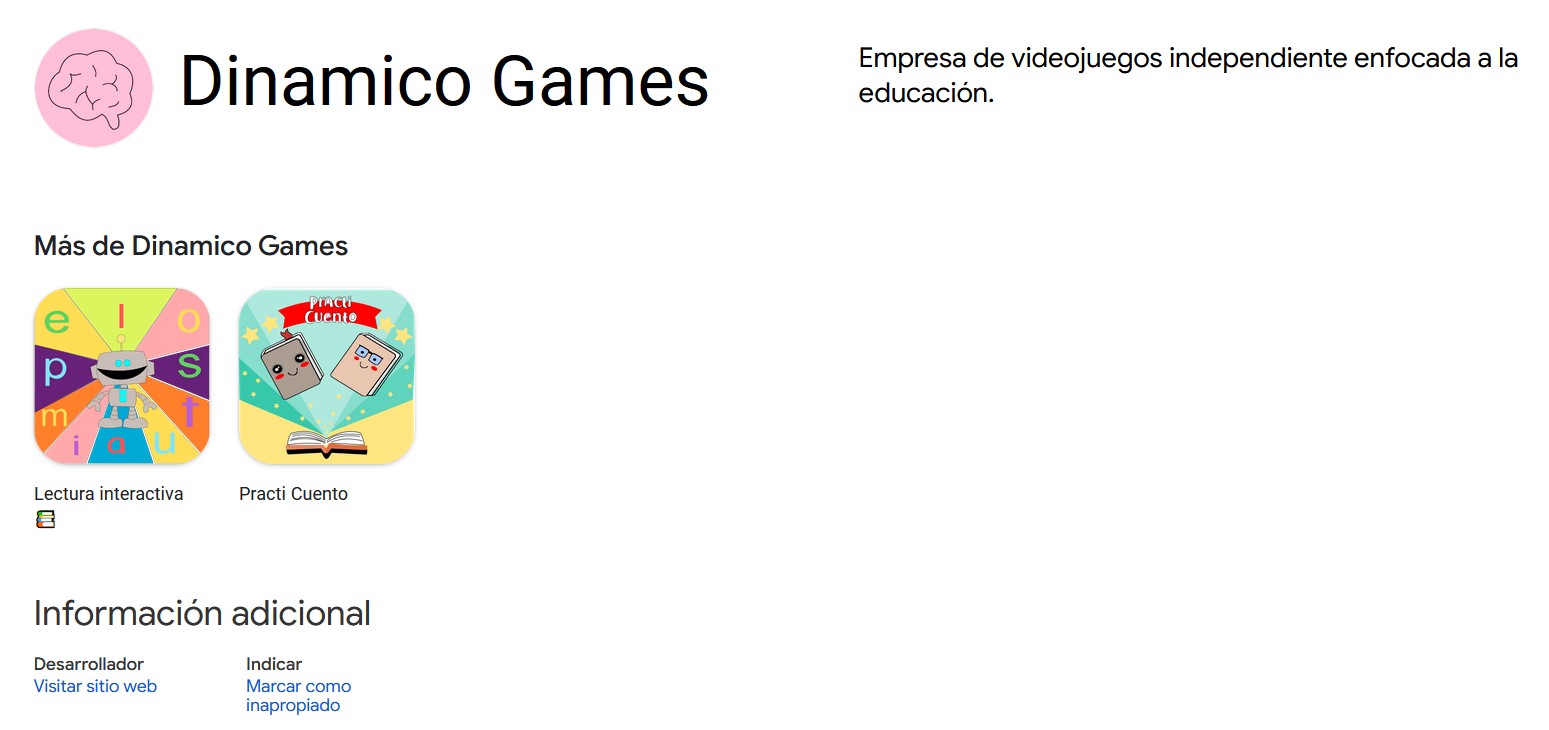 Dinamico Games
Empresa de videojuegos independiente enfocada a la
educación.
Más de Dinamico Games
e l o
p s
m t
i a u
Practi
Cuento
Lectura interactiva
📚
Practi Cuento
Información adicional
Desarrollador
Visitar sitio web
Indicar
Marcar como
inapropiado